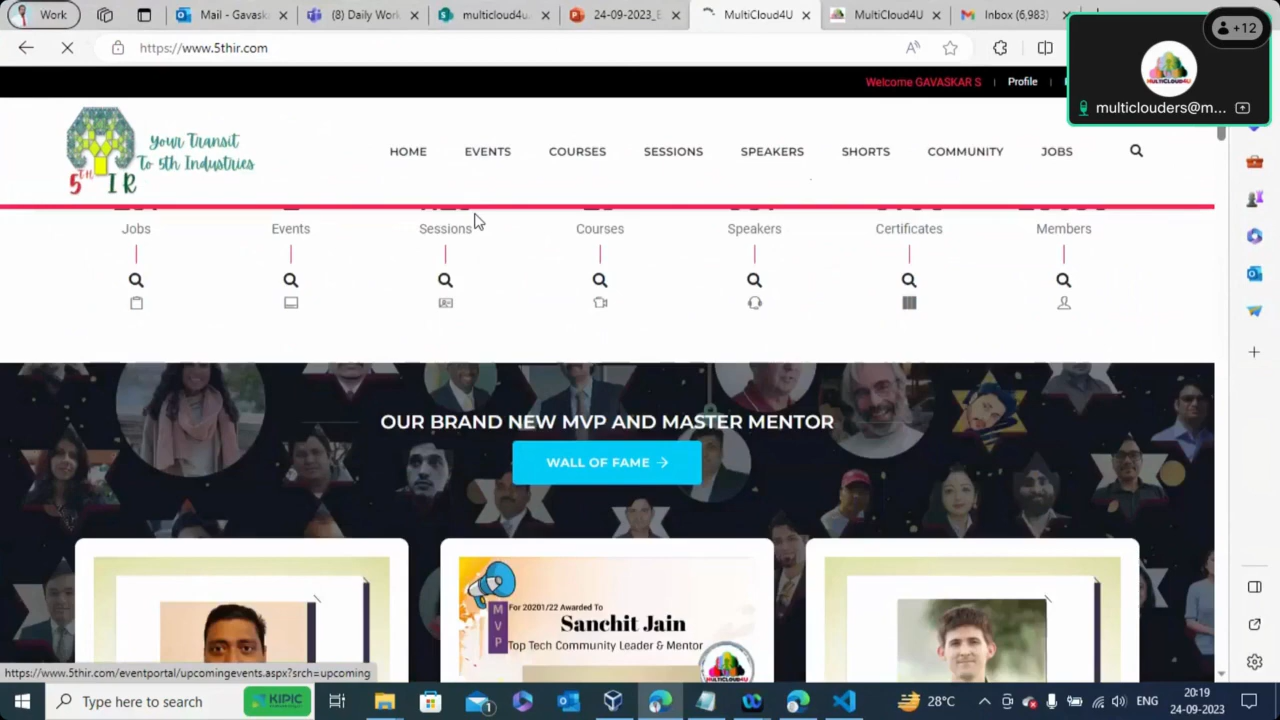 Work
Mail - Gavask
(8) Daily Work
multicloud4u
24-09-2023_E
MultiCloud4U
MultiCloud4U
Inbox (6,983)
+12
https://www.5thir.com
multiclouders@m...
Welcome GAVASKAR S | Profile |
Your Transit
To 5th Industries
5TH IR
HOME EVENTS COURSES SESSIONS SPEAKERS SHORTS COMMUNITY JOBS
Jobs Events Sessions Courses Speakers Certificates Members
OUR BRAND NEW MVP AND MASTER MENTOR
WALL OF FAME →
MVP
For 20201/22 Awarded To
Sanchit Jain
Top Tech Community Leader & Mentor
MULTICLOUD4U
https://www.5thir.com/eventportal/upcomingevents.aspx?srch=upcoming
Type here to search
KIPIC
1
28°C
ENG
20:19
24-09-2023